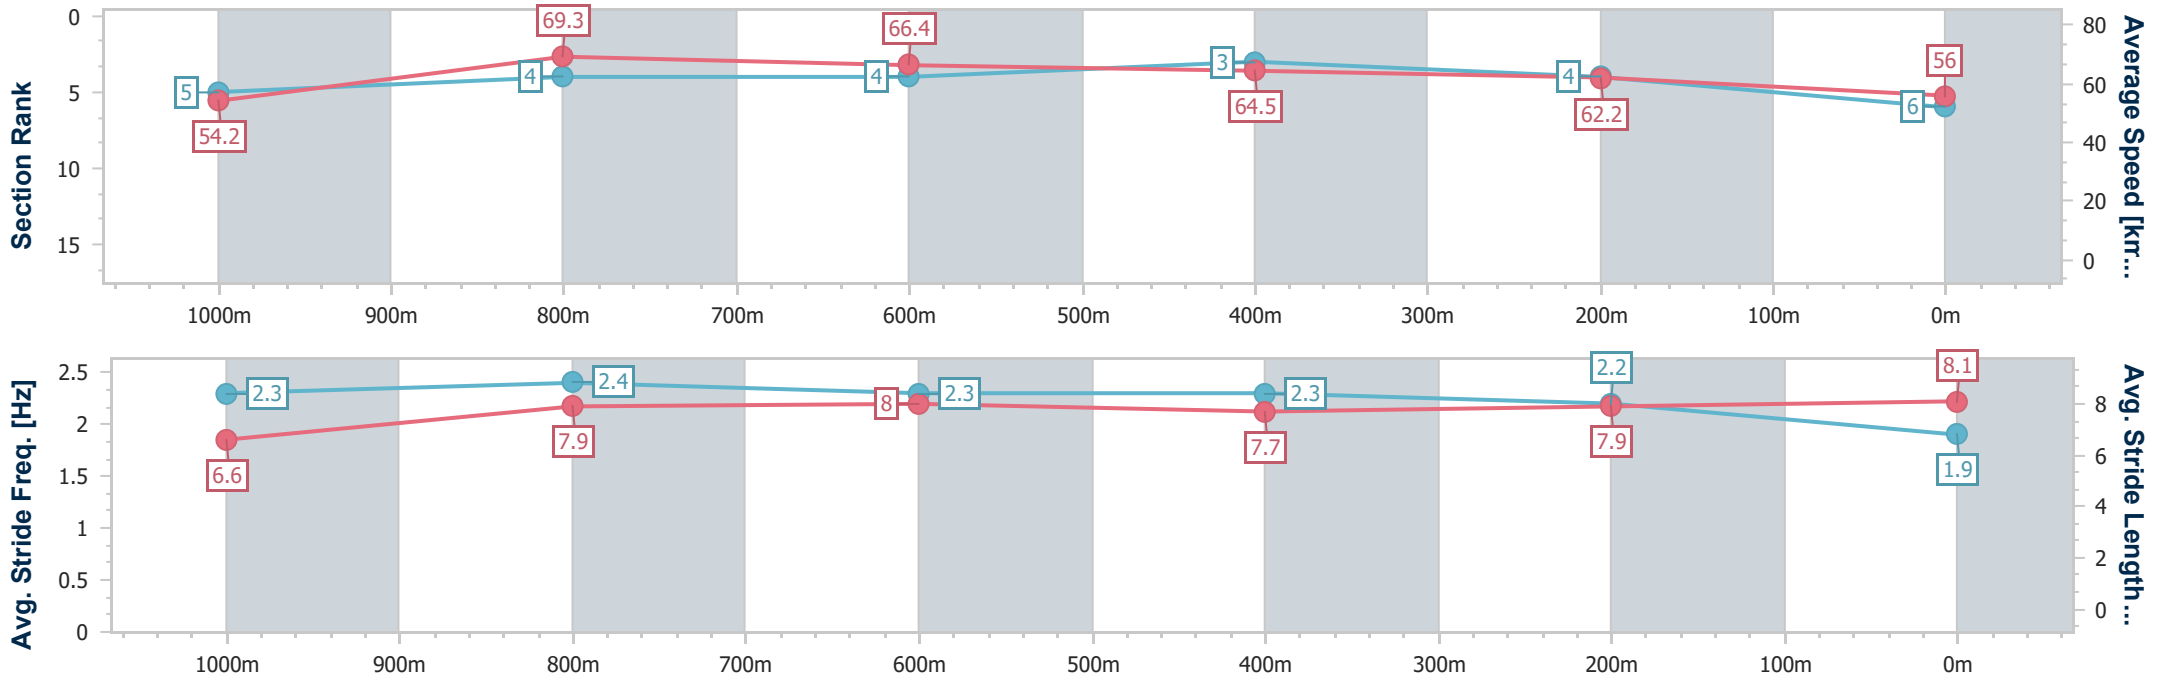 Section Rank
0
5
10
15
69.3
66.4
5
4
4
3
4
6
56
54.2
64.5
62.2
80
60
40
20
0
Average Speed [km...
1000m
900m
800m
700m
600m
500m
400m
300m
200m
100m
0m
Avg. Stride Freq. [Hz]
2.5
2
1.5
1
0.5
0
2.3
2.4
2.3
2.3
2.2
1.9
6.6
7.9
8
7.7
7.9
8.1
8
6
4
2
0
Avg. Stride Length...
1000m
900m
800m
700m
600m
500m
400m
300m
200m
100m
0m